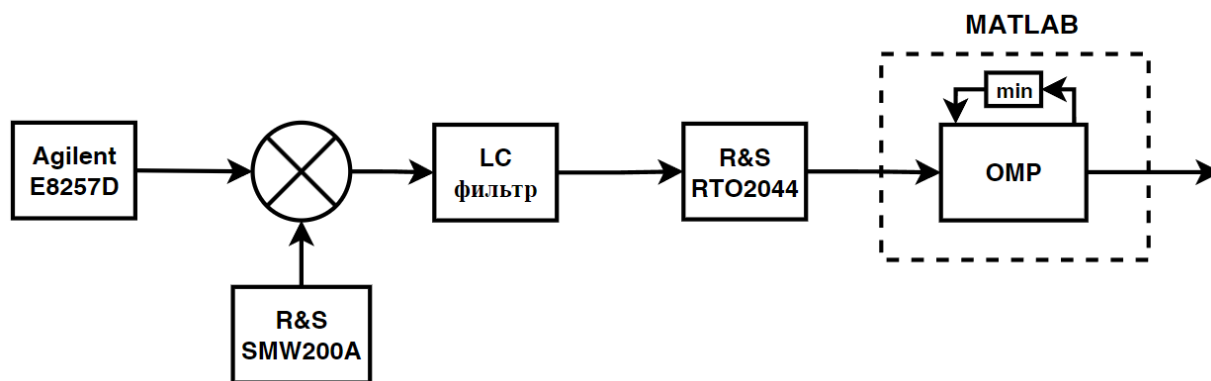 MATLAB
min
Agilent
E8257D
LC
фильтр
R&S
RTO2044
OMP
R&S
SMW200A